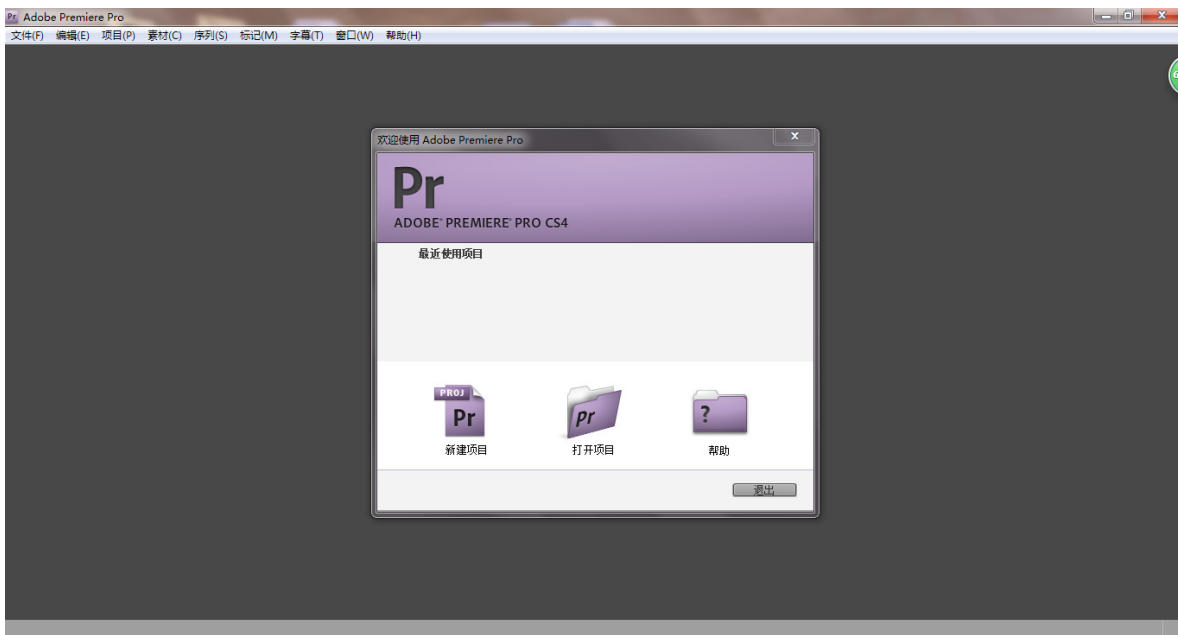 Pr Adobe Premiere Pro
文件(F) 编辑(E) 项目(P) 素材(C) 序列(S) 标记(M) 字幕(T) 窗口(W) 帮助(H)
6
欢迎使用 Adobe Premiere Pro
Pr
ADOBE® PREMIERE® PRO CS4
最近使用项目
PROJ
Pr
Pr
?
新建项目 打开项目 帮助
退出